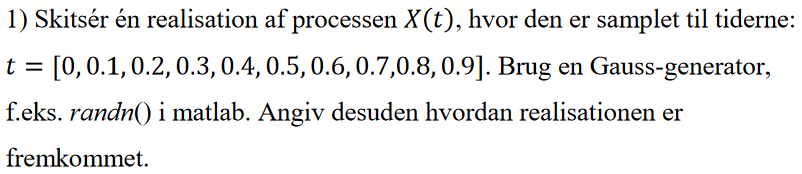 1) Skitsér én realisation af processen X(t), hvor den er samplet til tiderne:
t = [0, 0.1, 0.2, 0.3, 0.4, 0.5, 0.6, 0.7,0.8, 0.9]. Brug en Gauss-generator,
f.eks. randn() i matlab. Angiv desuden hvordan realisationen er
fremkommet.